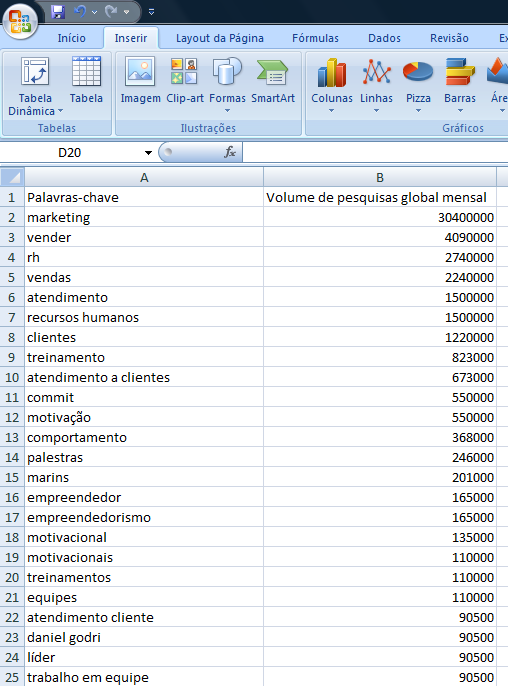 Início Inserir Layout da Página Fórmulas Dados Revisão Ex
Tabela Dinâmica Tabela Imagem Clip-art Formas SmartArt Colunas Linhas Pizza Barras Áre
Tabelas Ilustrações Gráficos
D20 fx
A B
1 Palavras-chave Volume de pesquisas global mensal
2 marketing 30400000
3 vender 4090000
4 rh 2740000
5 vendas 2240000
6 atendimento 1500000
7 recursos humanos 1500000
8 clientes 1220000
9 treinamento 823000
10 atendimento a clientes 673000
11 commit 550000
12 motivação 550000
13 comportamento 368000
14 palestras 246000
15 marins 201000
16 empreendedor 165000
17 empreendedorismo 165000
18 motivacional 135000
19 motivacionais 110000
20 treinamentos 110000
21 equipes 110000
22 atendimento cliente 90500
23 daniel godri 90500
24 líder 90500
25 trabalho em equipe 90500